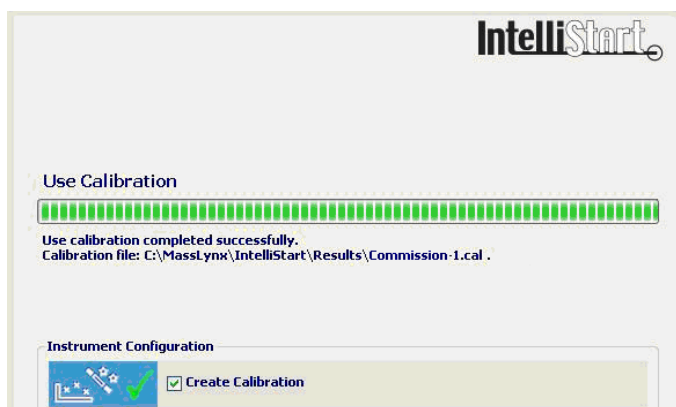 IntelliStart
Use Calibration
Use calibration completed successfully.
Calibration file: C:\MassLynx\IntelliStart\Results\Commission-1.cal .
Instrument Configuration
Create Calibration